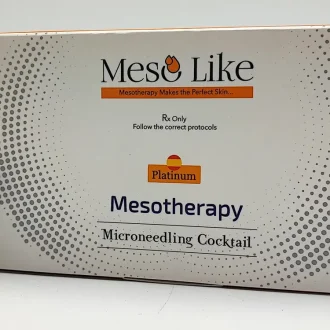 Meso Like
Mesotherapy Makes the Perfect Skin...
Rx Only
Follow the correct protocols
Platinum
Mesotherapy
Microneedling Cocktail